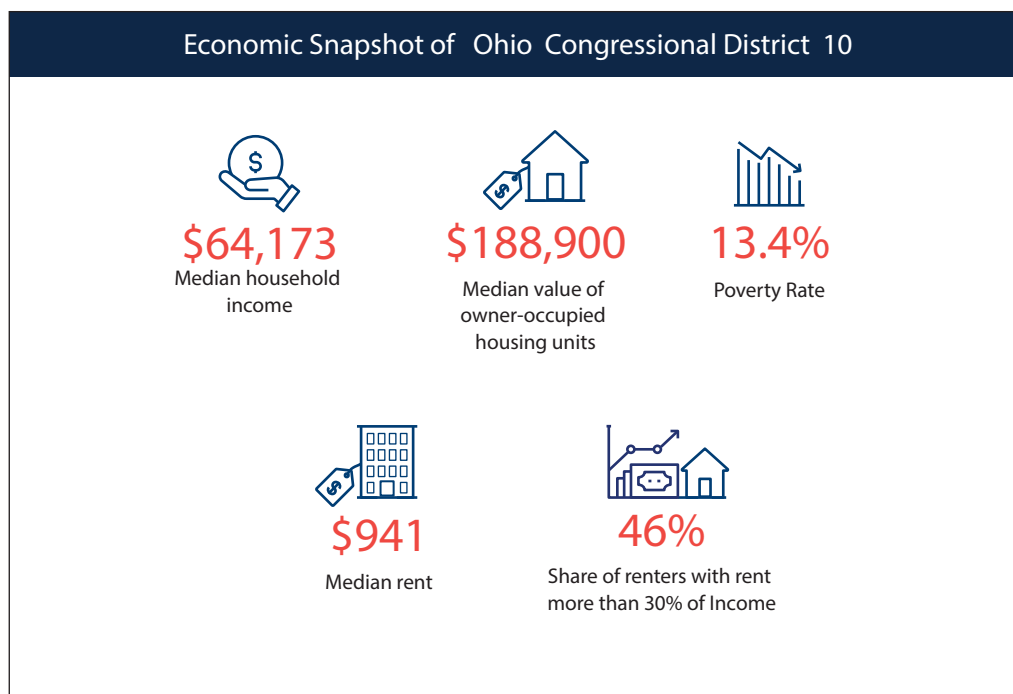 Economic Snapshot of Ohio Congressional District 10
$
$64,173
Median household
income
$
$188,900
Median value of
owner-occupied
housing units
13.4%
Poverty Rate
$
$941
Median rent
46%
Share of renters with rent
more than 30% of Income